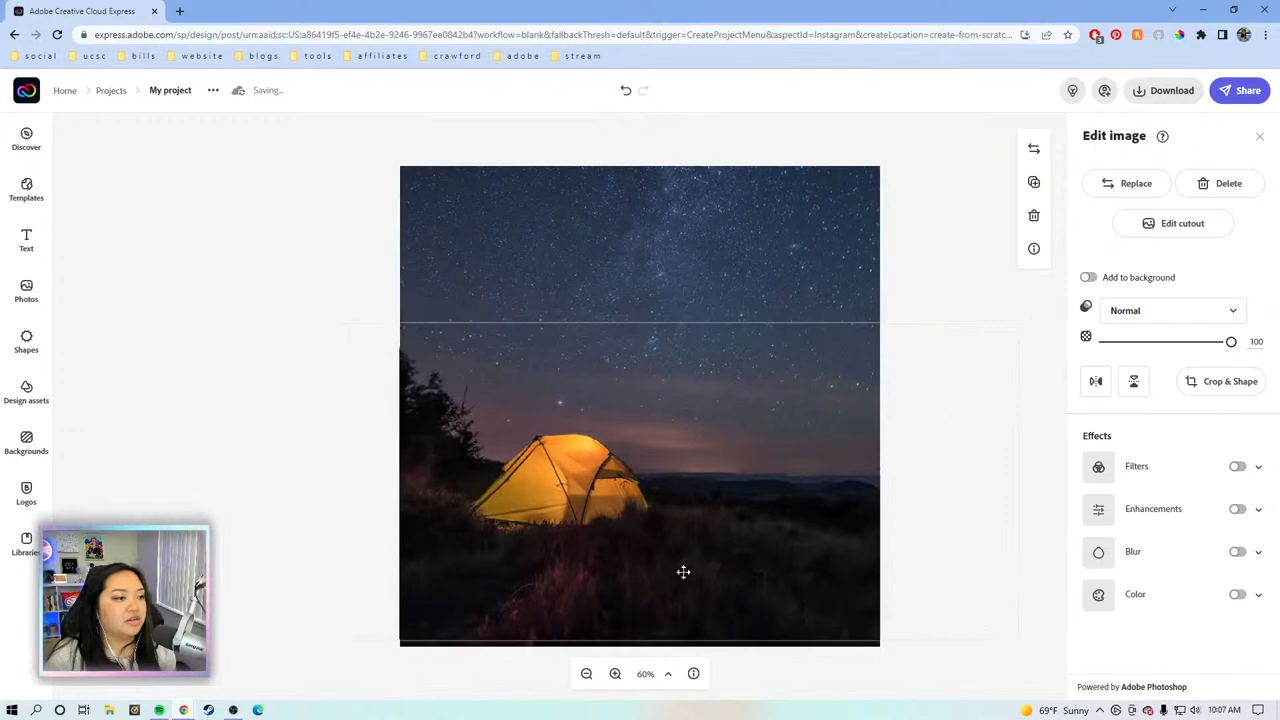 Adobe Creative Cloud Express
express.adobe.com/sp/design/post/urn:aaid:sc:US:a86419f5-ef4e-4b2e-9246-9967ee0842b4?workflow=blank&fallbackThresh=default&trigger=CreateProjectMenu&aspectId=Instagram&createLocation=create-from-scratc...
social ucsc bills website blogs tools affiliates crawford adobe stream
Home Projects My project Saving... Download Share
Discover
Templates
Text
Photos
Shapes
Design assets
Backgrounds
Logos
Libraries
Edit image
Replace Delete
Edit cutout
Add to background
Normal
100
Crop & Shape
Effects
Filters
Enhancements
Blur
Color
60%
Powered by Adobe Photoshop
69°F Sunny 10:07 AM